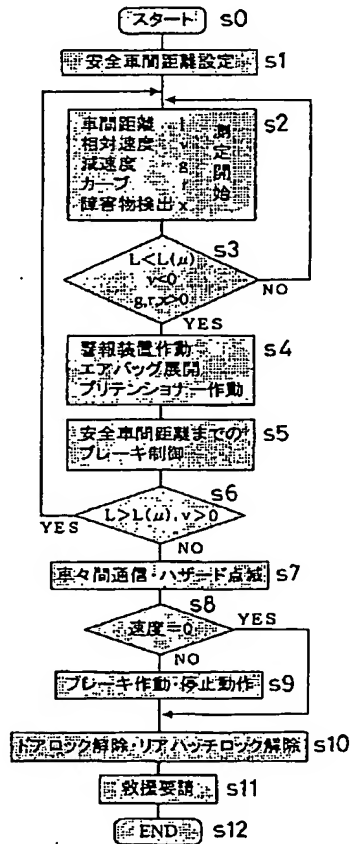 スタート s0
安全車間距離設定 s1
車間距離 l s2
相対速度 v
減速度 g
カーブ r
障害物検出 x
測定開始
s3
L<L(μ)
v<0
g,r,x>0
NO
YES
警報装置作動 s4
エアバッグ展開
プリテンショナー作動
安全車間距離までの s5
ブレーキ制御
s6
L>L(μ),v>0
YES
NO
車々間通信・ハザード点滅 s7
s8
速度=0 YES
NO
ブレーキ作動・停止動作 s9
ドアロック解除・リアハッチロック解除 s10
救援要請 s11
END s12